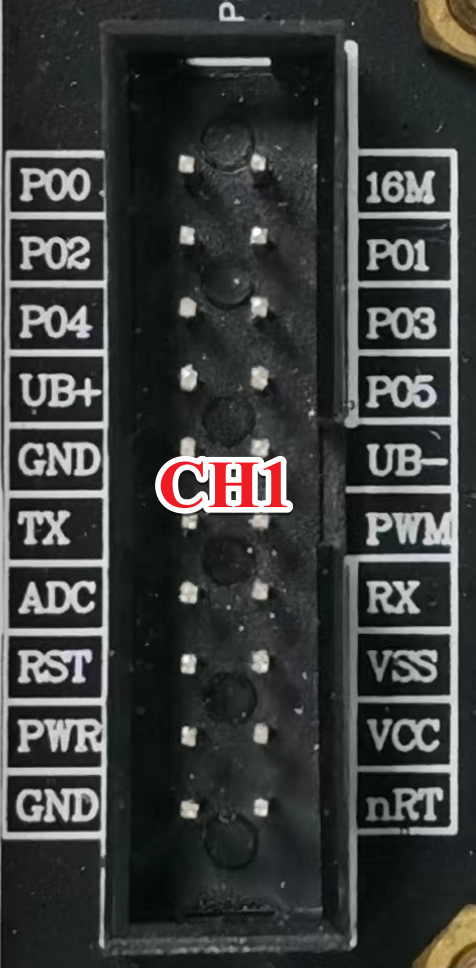 P
P00 16M
P02 P01
P04 P03
UB+ P05
GND UB-
CH1
TX PWM
ADC RX
RST VSS
PWR VCC
GND nRT